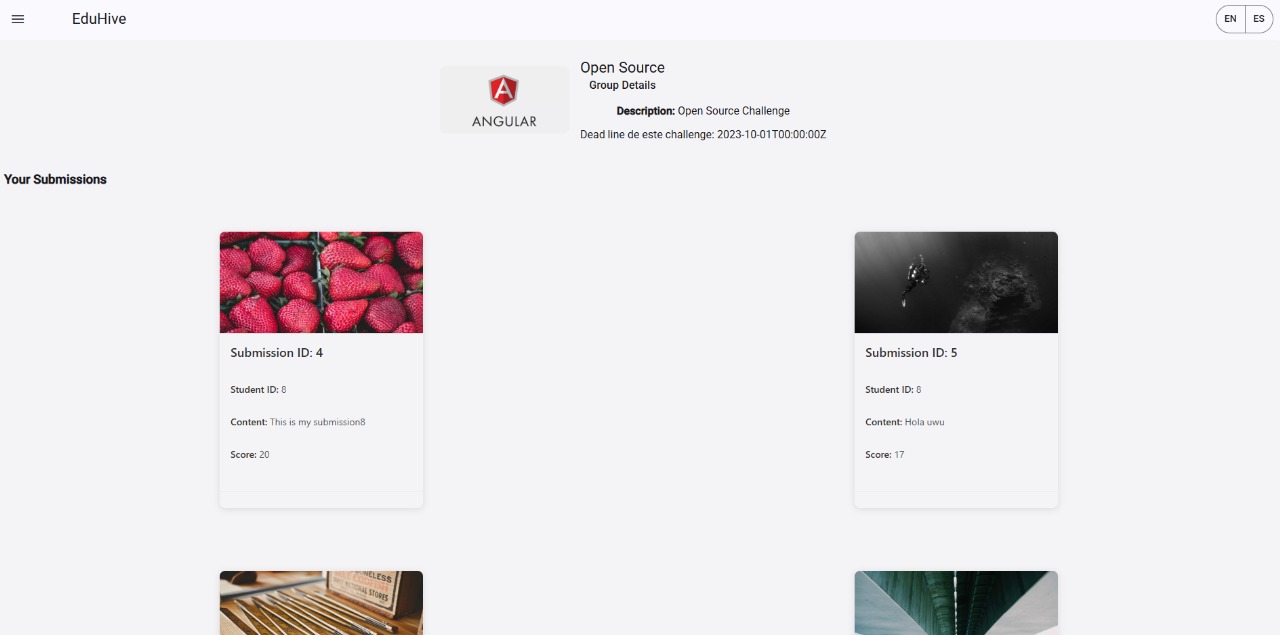 EduHive
EN ES
ANGULAR
Open Source
Group Details
Description: Open Source Challenge
Dead line de este challenge: 2023-10-01T00:00:00Z
Your Submissions
Submission ID: 4
Student ID: 8
Content: This is my submission8
Score: 20
Submission ID: 5
Student ID: 8
Content: Hola uwu
Score: 17
NATIONAL STORES